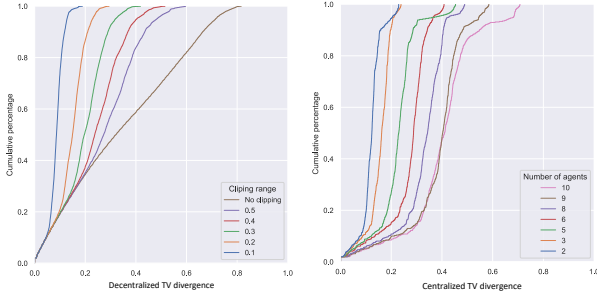 1.0
0.8
0.6
0.4
0.2
0.0
Cumulative percentage
0.0 0.2 0.4 0.6 0.8 1.0
Decentralized TV divergence
Cliping range
No clipping
0.5
0.4
0.3
0.2
0.1
1.0
0.8
0.6
0.4
0.2
0.0
Cumulative percentage
0.0 0.2 0.4 0.6 0.8 1.0
Centralized TV divergence
Number of agents
10
9
8
6
5
3
2